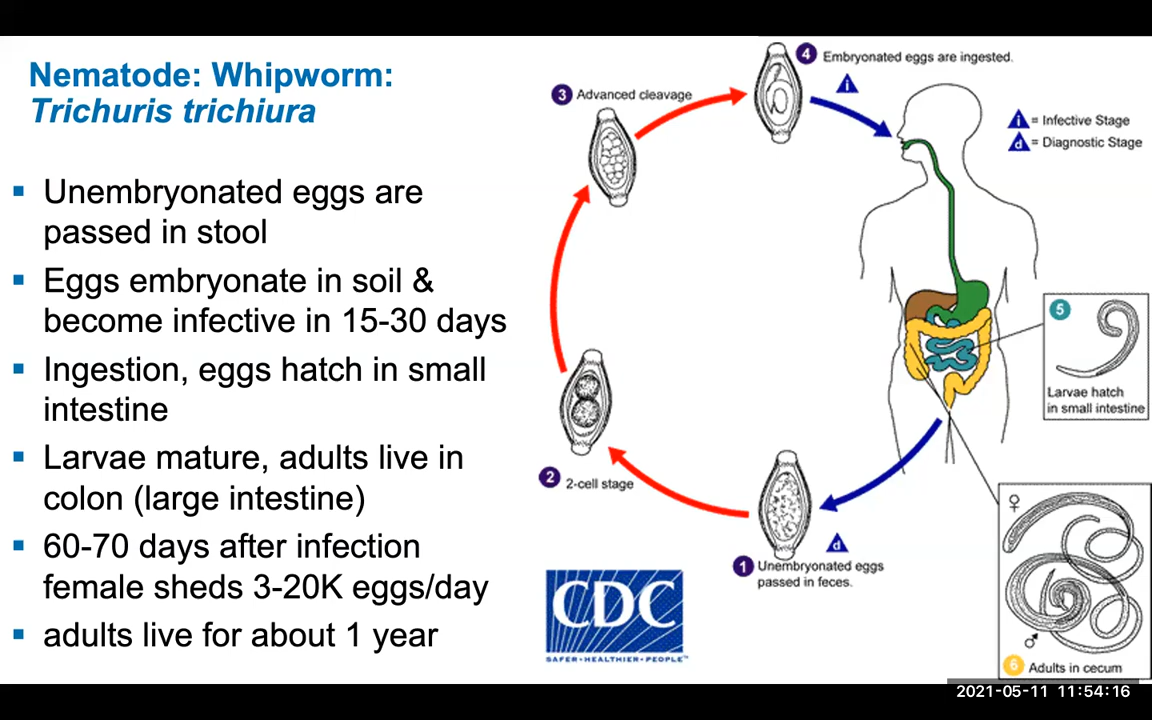 Nematode: Whipworm:
Trichuris trichiura
▪ Unembryonated eggs are
passed in stool
▪ Eggs embryonate in soil &
become infective in 15-30 days
▪ Ingestion, eggs hatch in small
intestine
▪ Larvae mature, adults live in
colon (large intestine)
▪ 60-70 days after infection
female sheds 3-20K eggs/day
▪ adults live for about 1 year
4 Embryonated eggs are ingested.
i
3 Advanced cleavage
i = Infective Stage
d = Diagnostic Stage
5
Larvae hatch
in small intestine
2 2-cell stage
d
1 Unembryonated eggs
passed in feces.
♀
♂
6 Adults in cecum
CDC
SAFER·HEALTHIER·PEOPLE™
2021-05-11 11:54:16